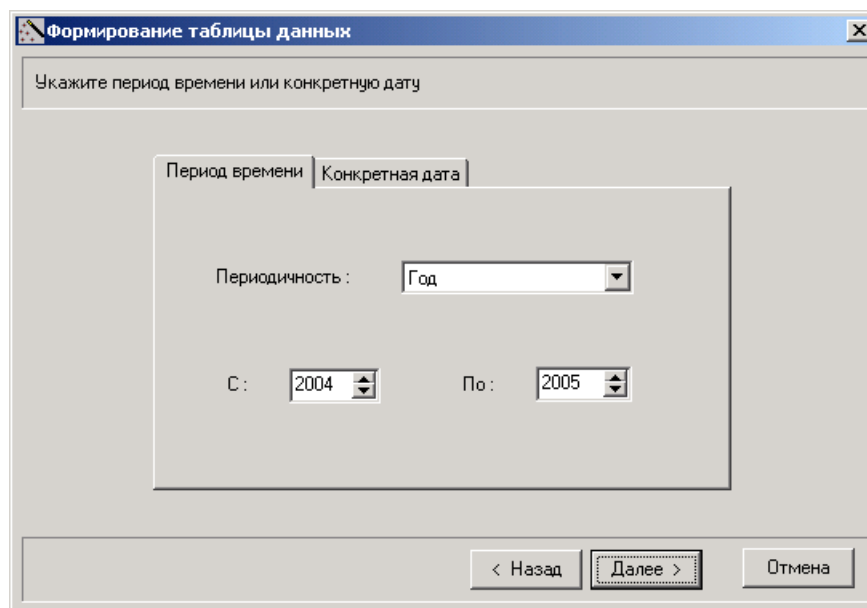 Формирование таблицы данных
Укажите период времени или конкретную дату
Период времени Конкретная дата
Периодичность : Год
С : 2004 По : 2005
< Назад Далее > Отмена